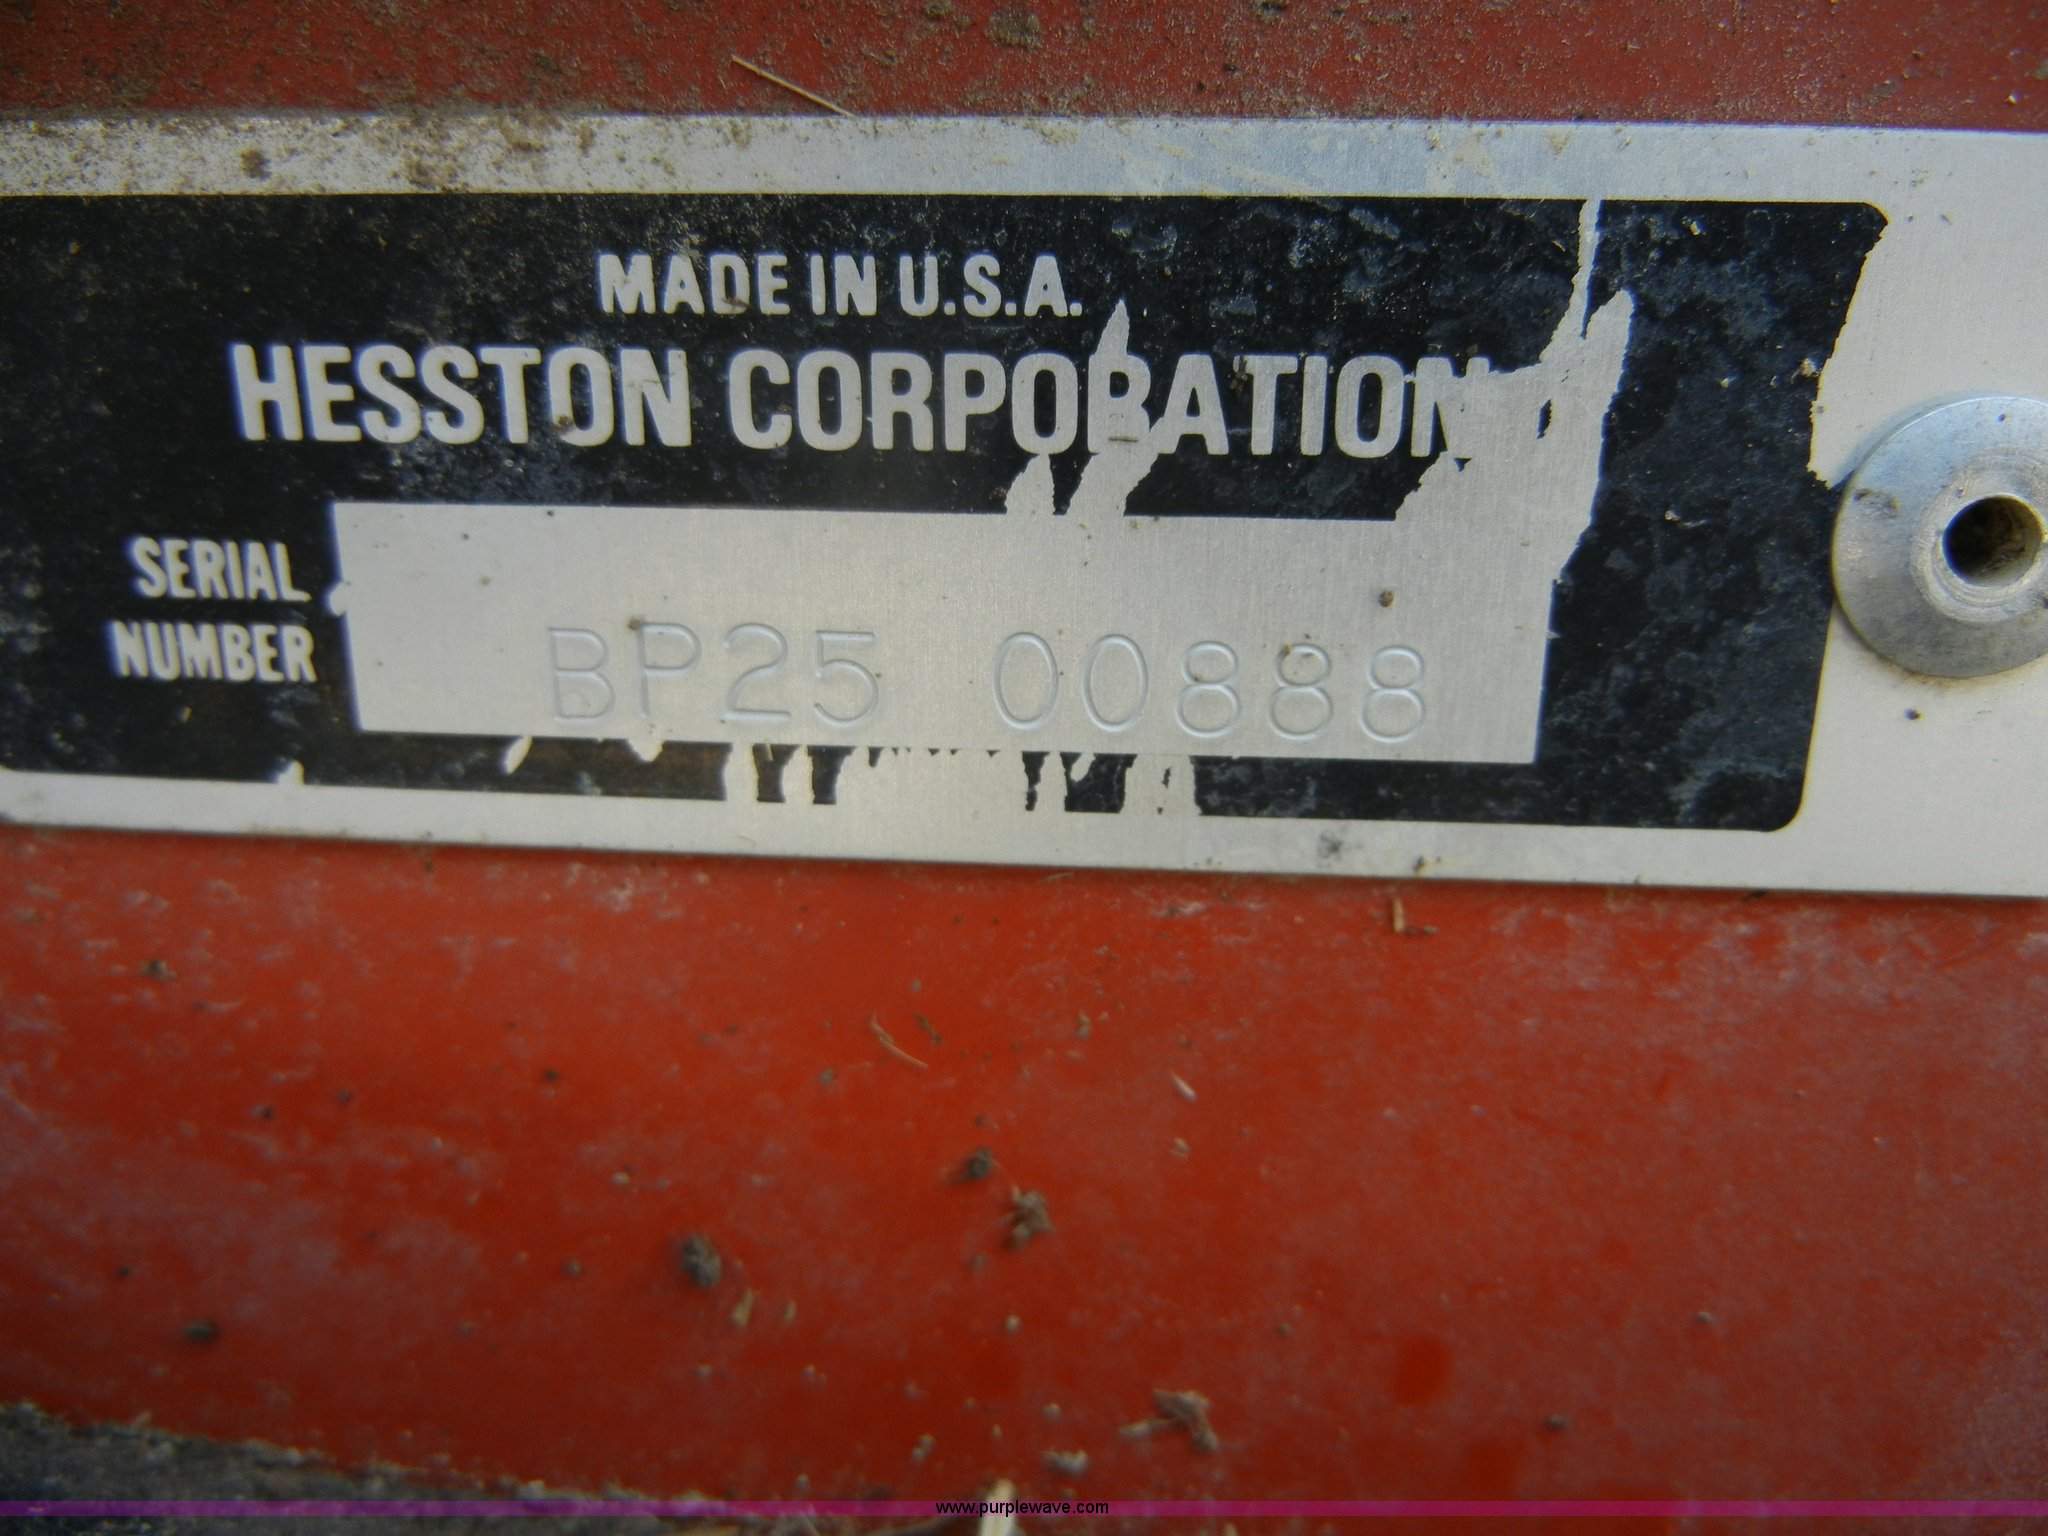 MADE IN U.S.A.
HESSTON CORPORATION
SERIAL
NUMBER
BP25 00888
www.purplewave.com